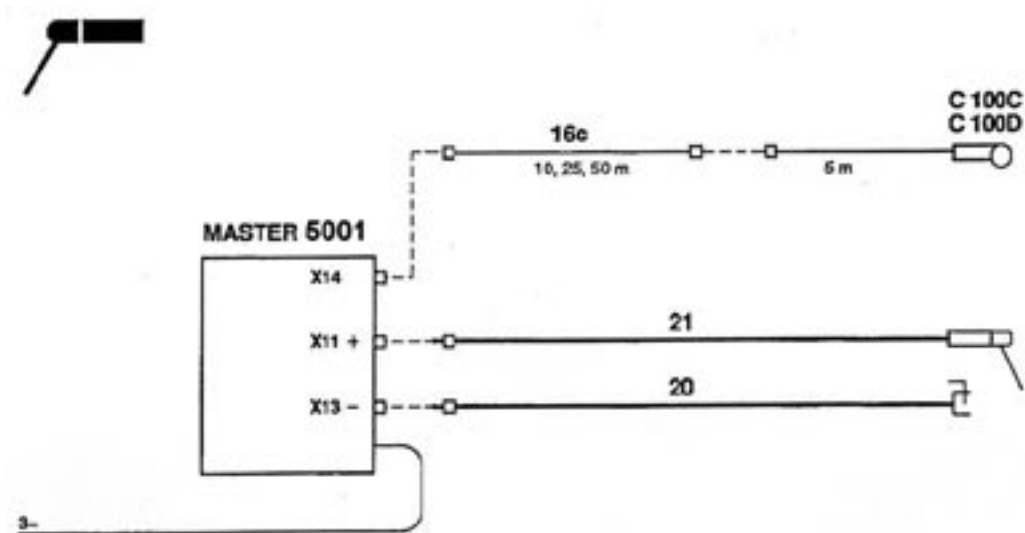 C 100C
C 100D
16c
10, 25, 50 m
5 m
MASTER 5001
X14
X11 +
21
X13 -
20
3~